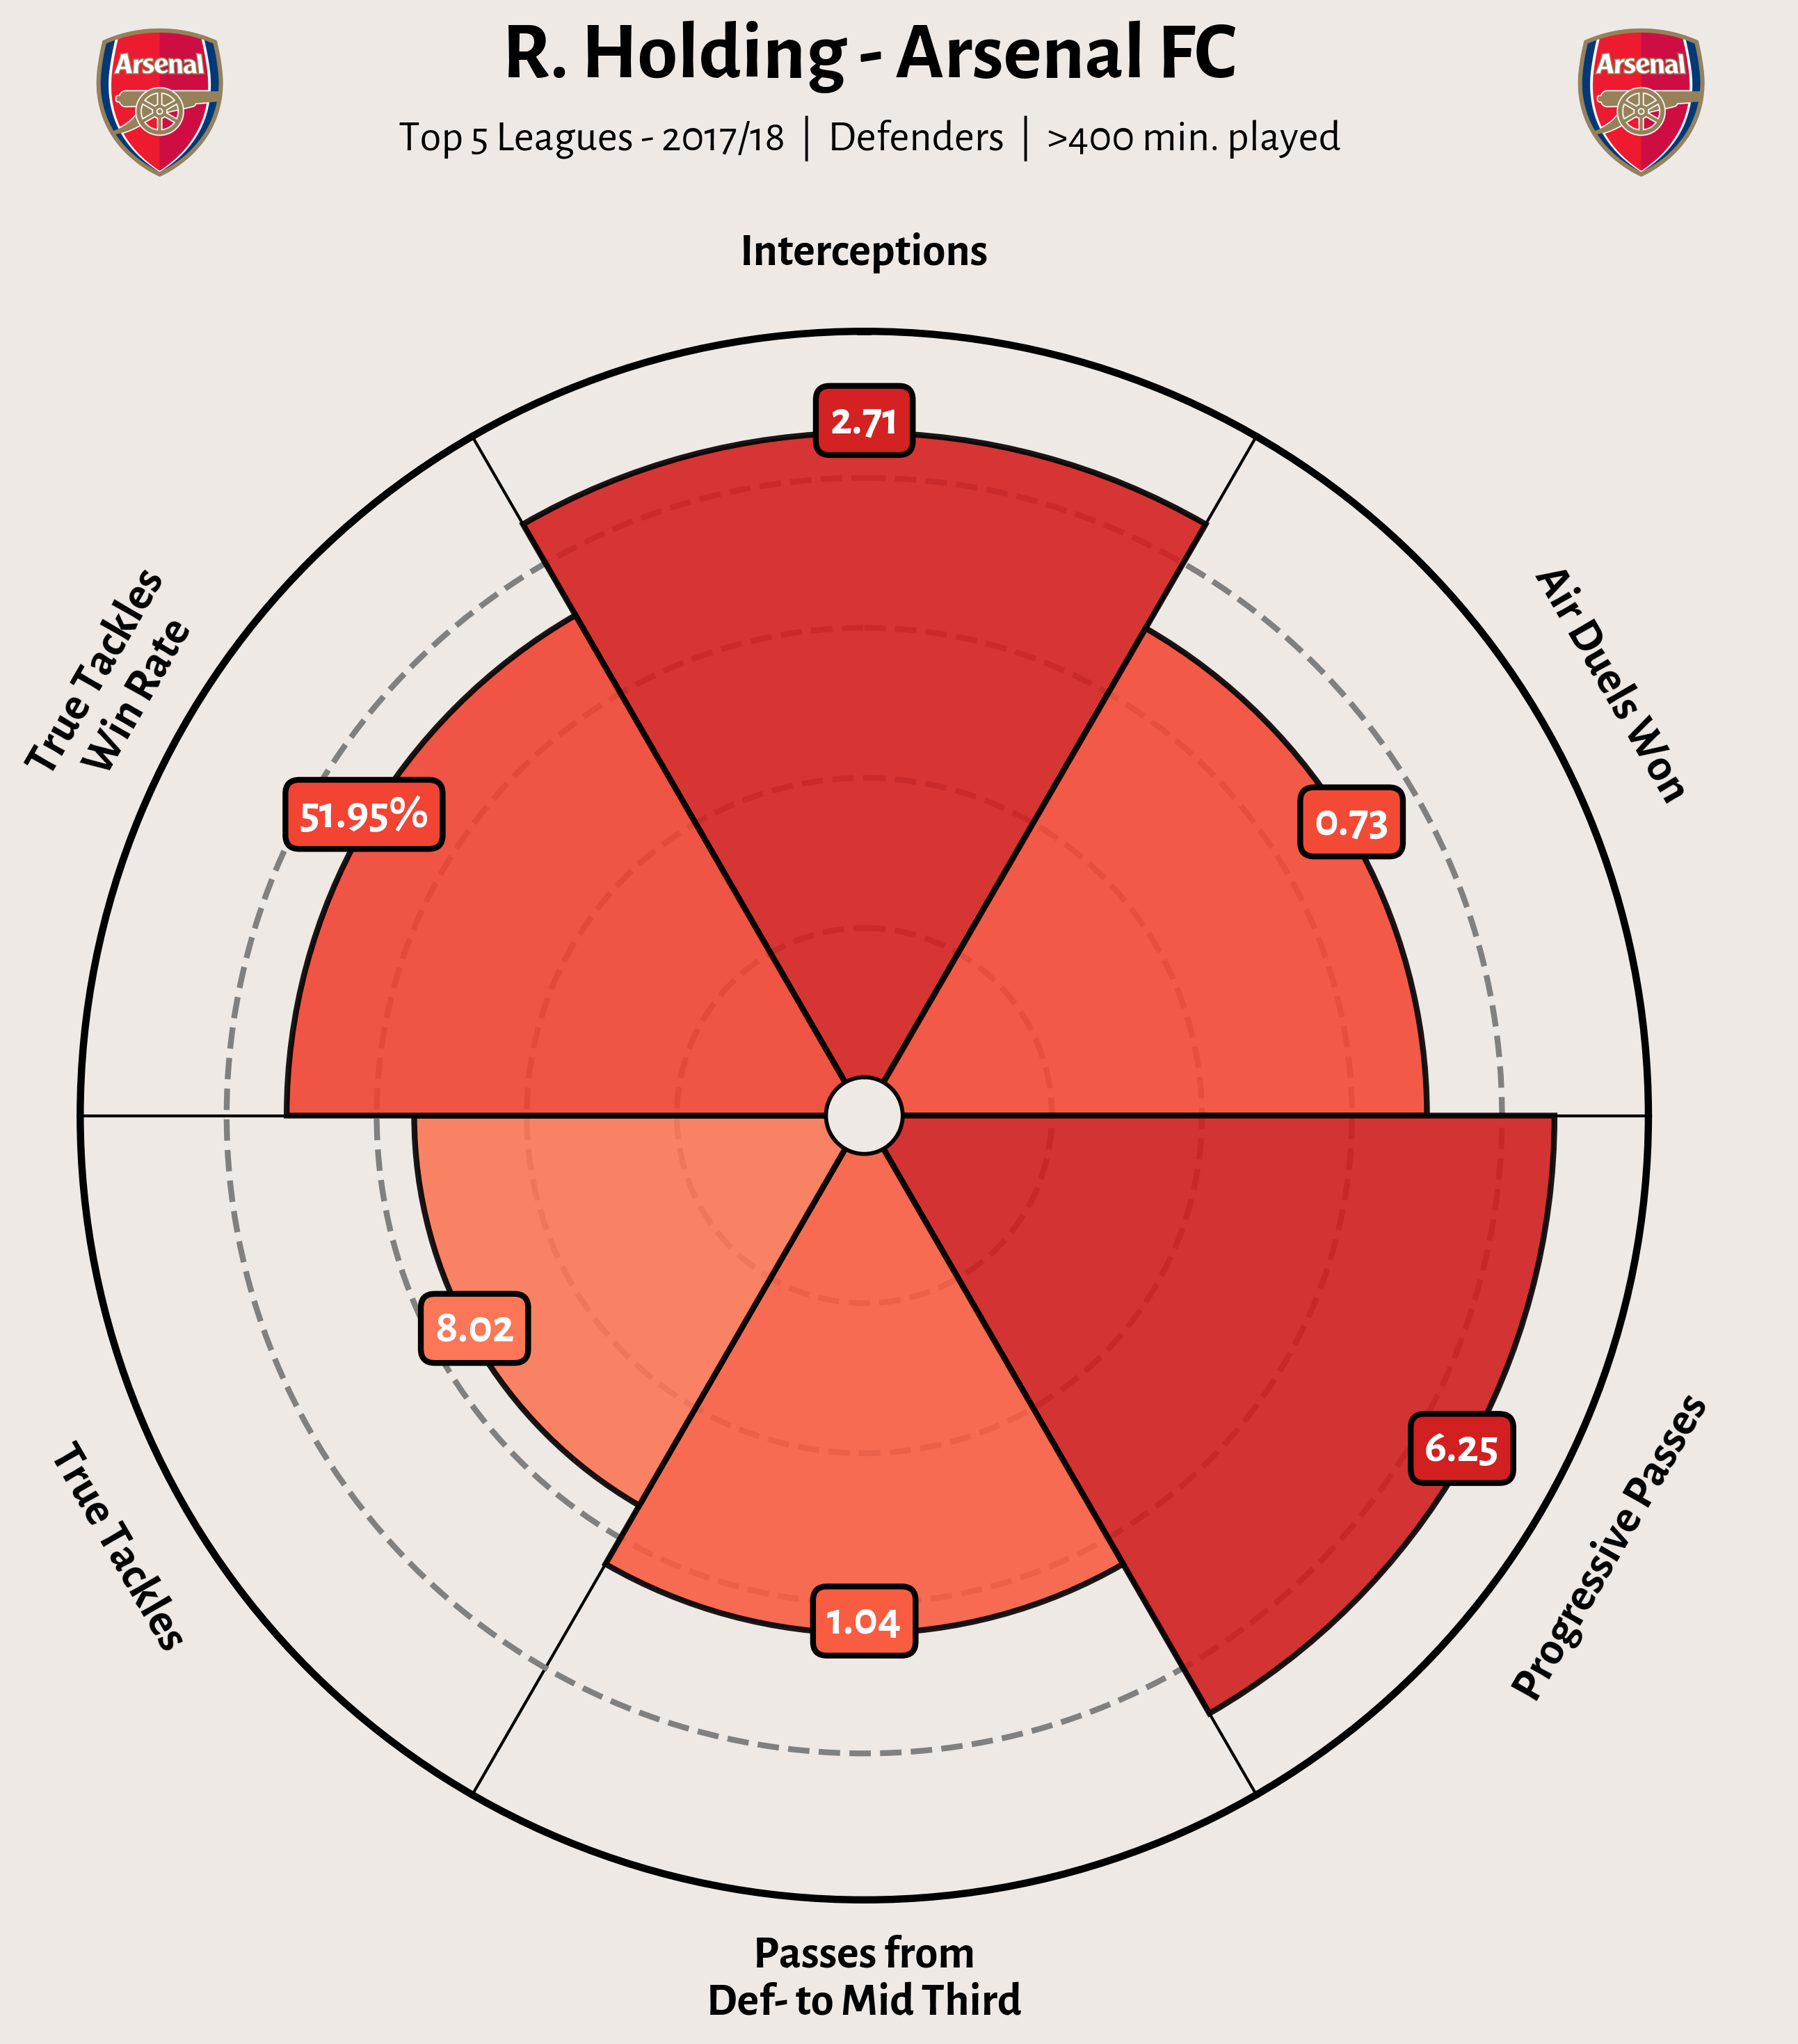 R. Holding - Arsenal FC
Arsenal
Arsenal
Top 5 Leagues - 2017/18 | Defenders | >400 min. played
Interceptions
2.71
True Tackles
Win Rate
51.95%
Air Duels Won
0.73
True Tackles
8.02
Progressive Passes
6.25
1.04
Passes from
Def- to Mid Third